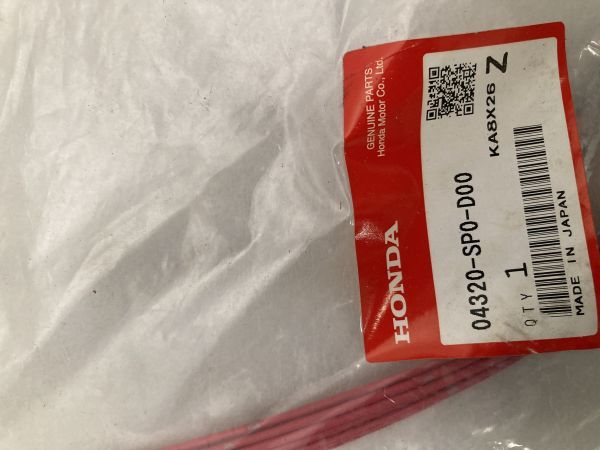 GENUINE PARTS
Honda Motor Co., Ltd.
HONDA
KA8X26 Z
04320-SP0-D00
QTY 1
MADE IN JAPAN